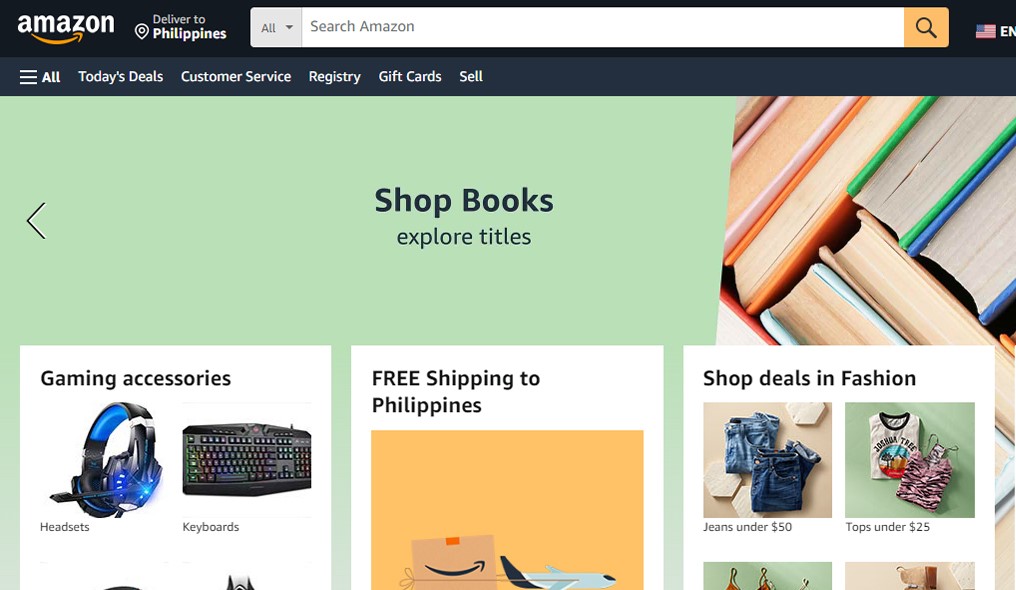 amazon
Deliver to
Philippines
All
Search Amazon
EN
All
Today's Deals
Customer Service
Registry
Gift Cards
Sell
Shop Books
explore titles
Gaming accessories
Headsets
Keyboards
FREE Shipping to
Philippines
Shop deals in Fashion
JOSHUA TREE
Jeans under $50
Tops under $25